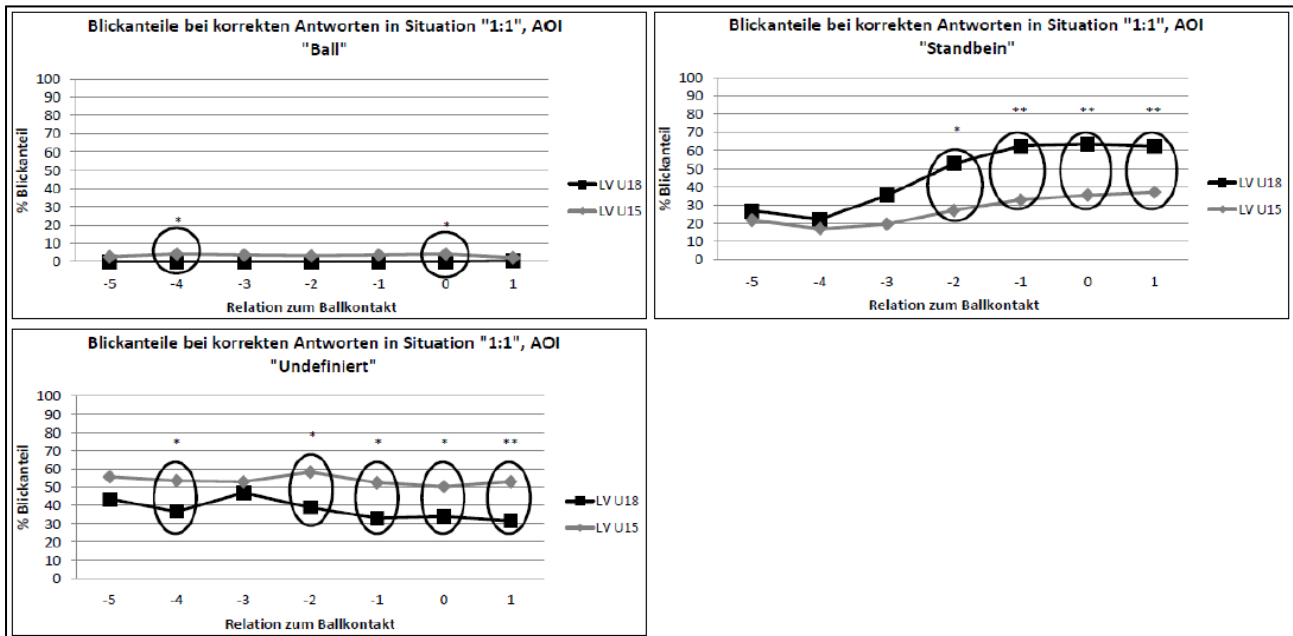 Blickanteile bei korrekten Antworten in Situation "1:1", AOI
"Ball"
% Blickanteil
100
90
80
70
60
50
40
30
20
10
0
* *
-5 -4 -3 -2 -1 0 1
Relation zum Ballkontakt
LV U18
LV U15
Blickanteile bei korrekten Antworten in Situation "1:1", AOI
"Standbein"
% Blickanteil
100
90
80
70
60
50
40
30
20
10
0
* ** ** **
-5 -4 -3 -2 -1 0 1
Relation zum Ballkontakt
LV U18
LV U15
Blickanteile bei korrekten Antworten in Situation "1:1", AOI
"Undefiniert"
% Blickanteil
100
90
80
70
60
50
40
30
20
10
0
* * * * **
-5 -4 -3 -2 -1 0 1
Relation zum Ballkontakt
LV U18
LV U15